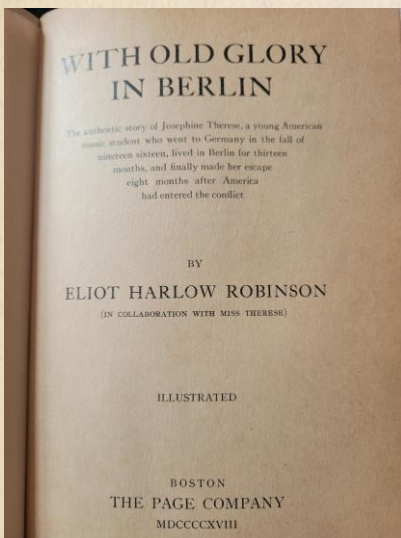 WITH OLD GLORY
IN BERLIN
The authentic story of Josephine Therese, a young American
music student who went to Germany in the fall of
nineteen sixteen, lived in Berlin for thirteen
months, and finally made her escape
eight months after America
had entered the conflict
BY
ELIOT HARLOW ROBINSON
(IN COLLABORATION WITH MISS THERESE)
ILLUSTRATED
BOSTON
THE PAGE COMPANY
MDCCCCXVIII